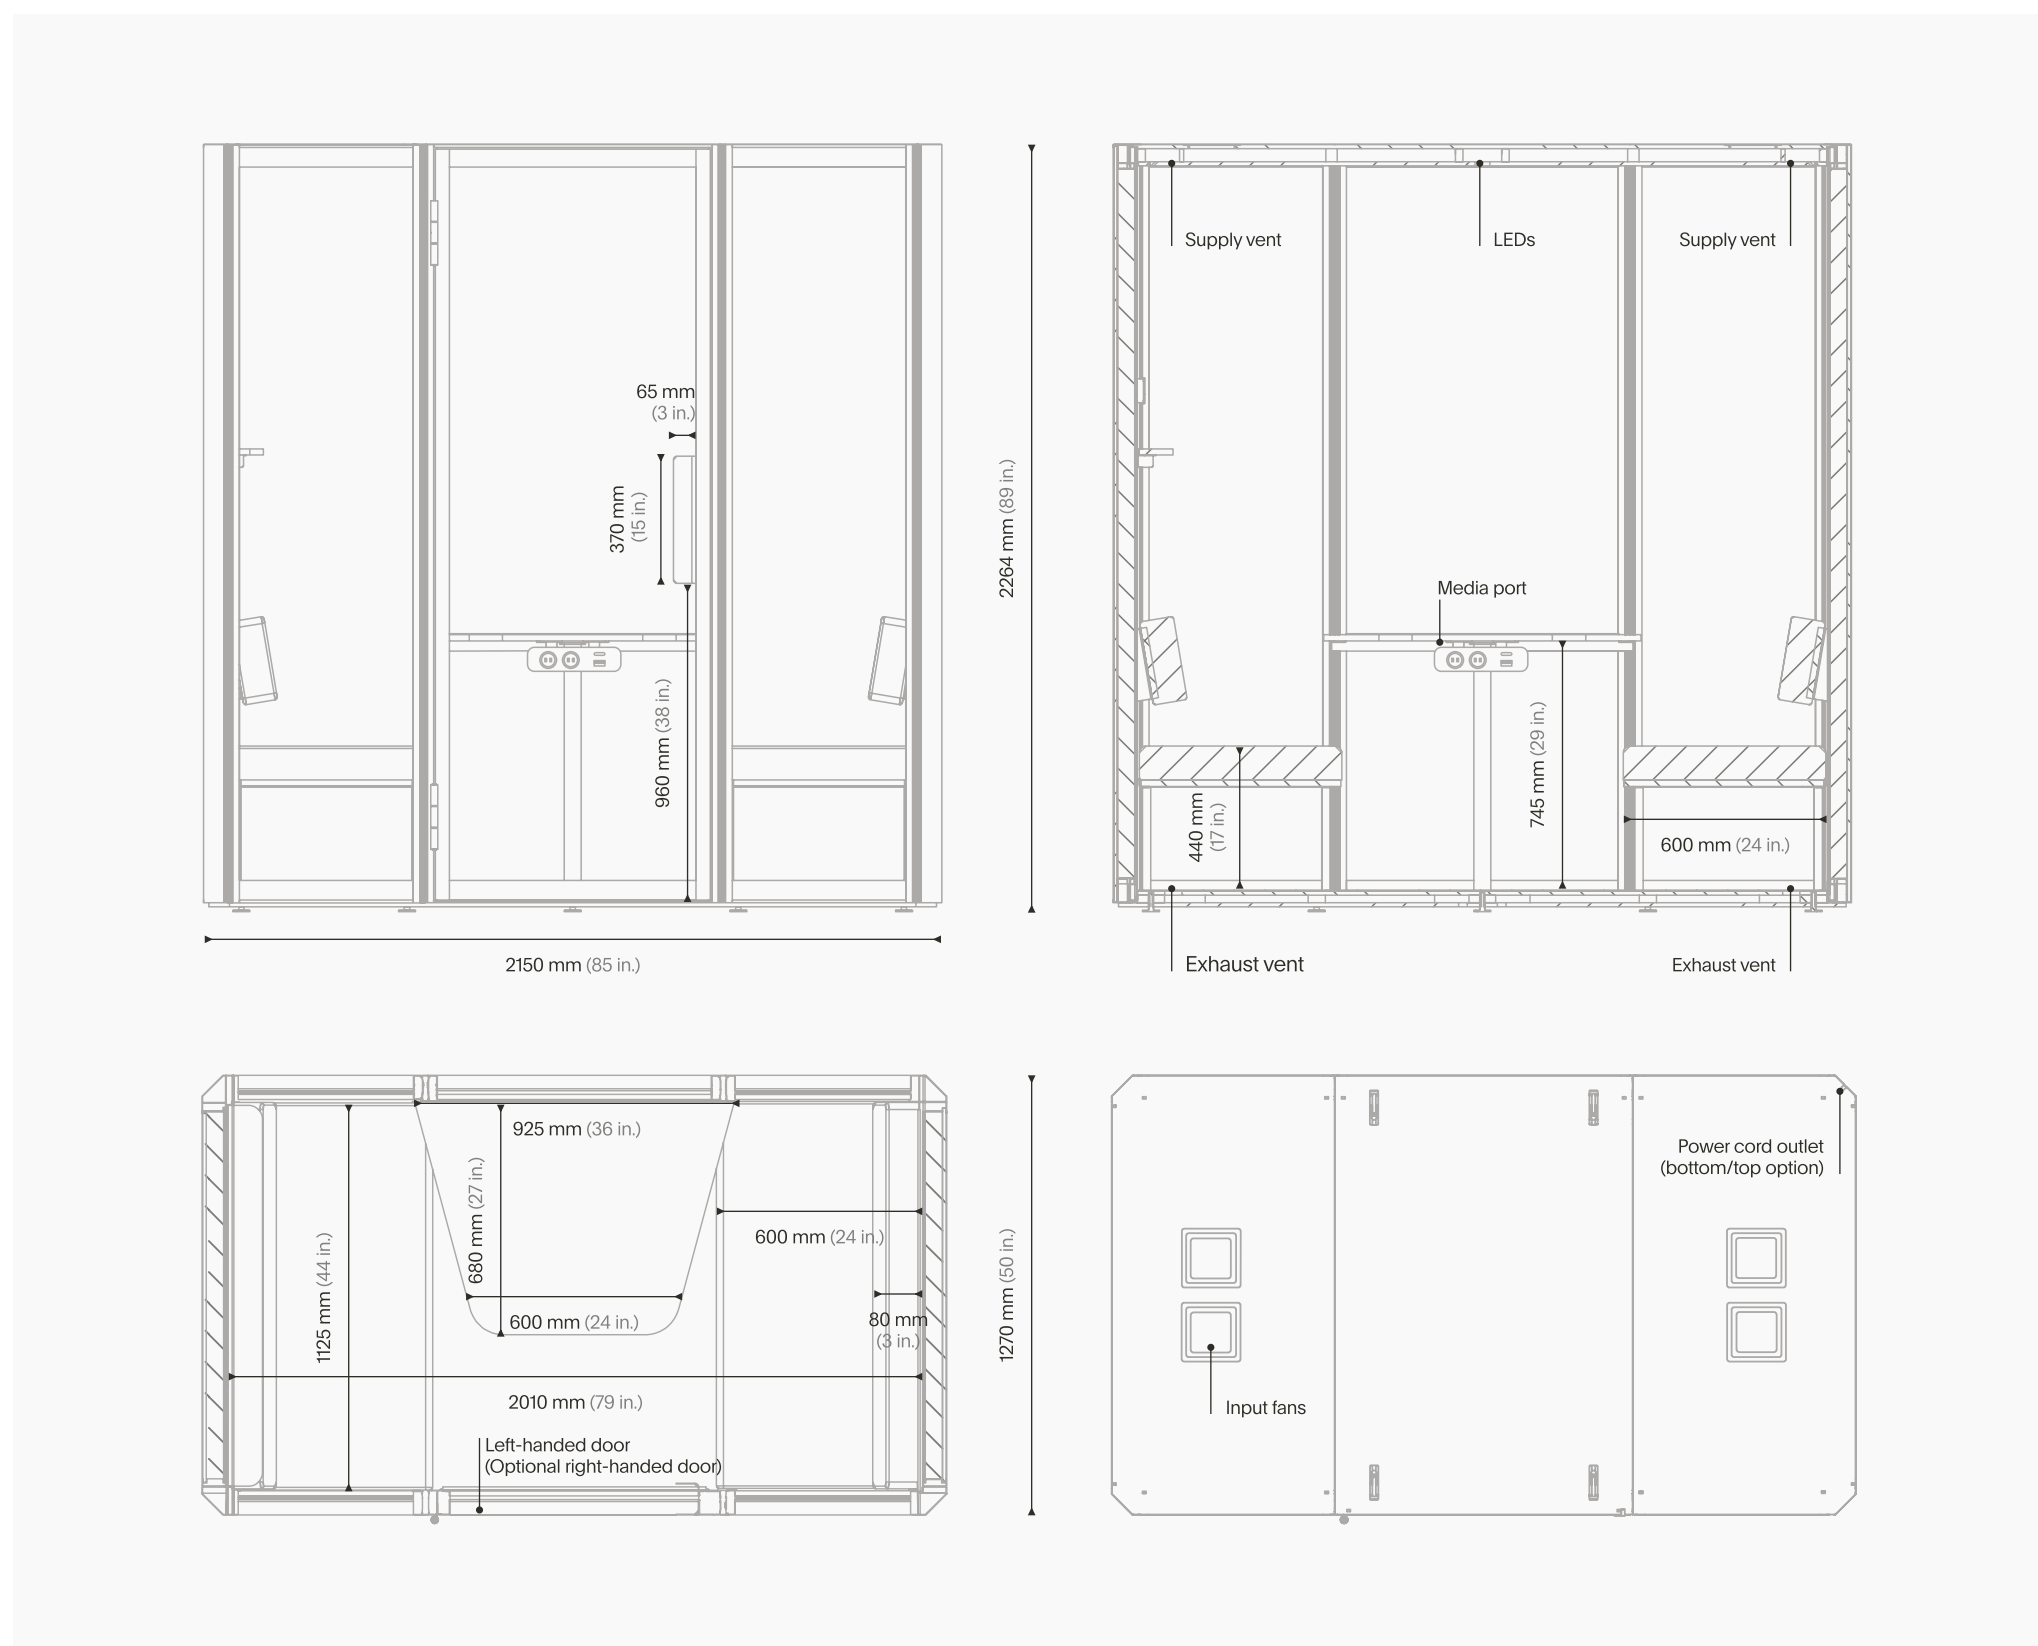 Supply vent
LEDs
Supply vent
65 mm
(3 in.)
370 mm
(15 in.)
2264 mm (89 in.)
Media port
960 mm (38 in.)
745 mm (29 in.)
440 mm
(17 in.)
600 mm (24 in.)
2150 mm (85 in.)
Exhaust vent
Exhaust vent
925 mm (36 in.)
680 mm (27 in.)
600 mm (24 in.)
1125 mm (44 in.)
600 mm (24 in.)
80 mm
(3 in.)
2010 mm (79 in.)
Left-handed door
(Optional right-handed door)
1270 mm (50 in.)
Power cord outlet
(bottom/top option)
Input fans